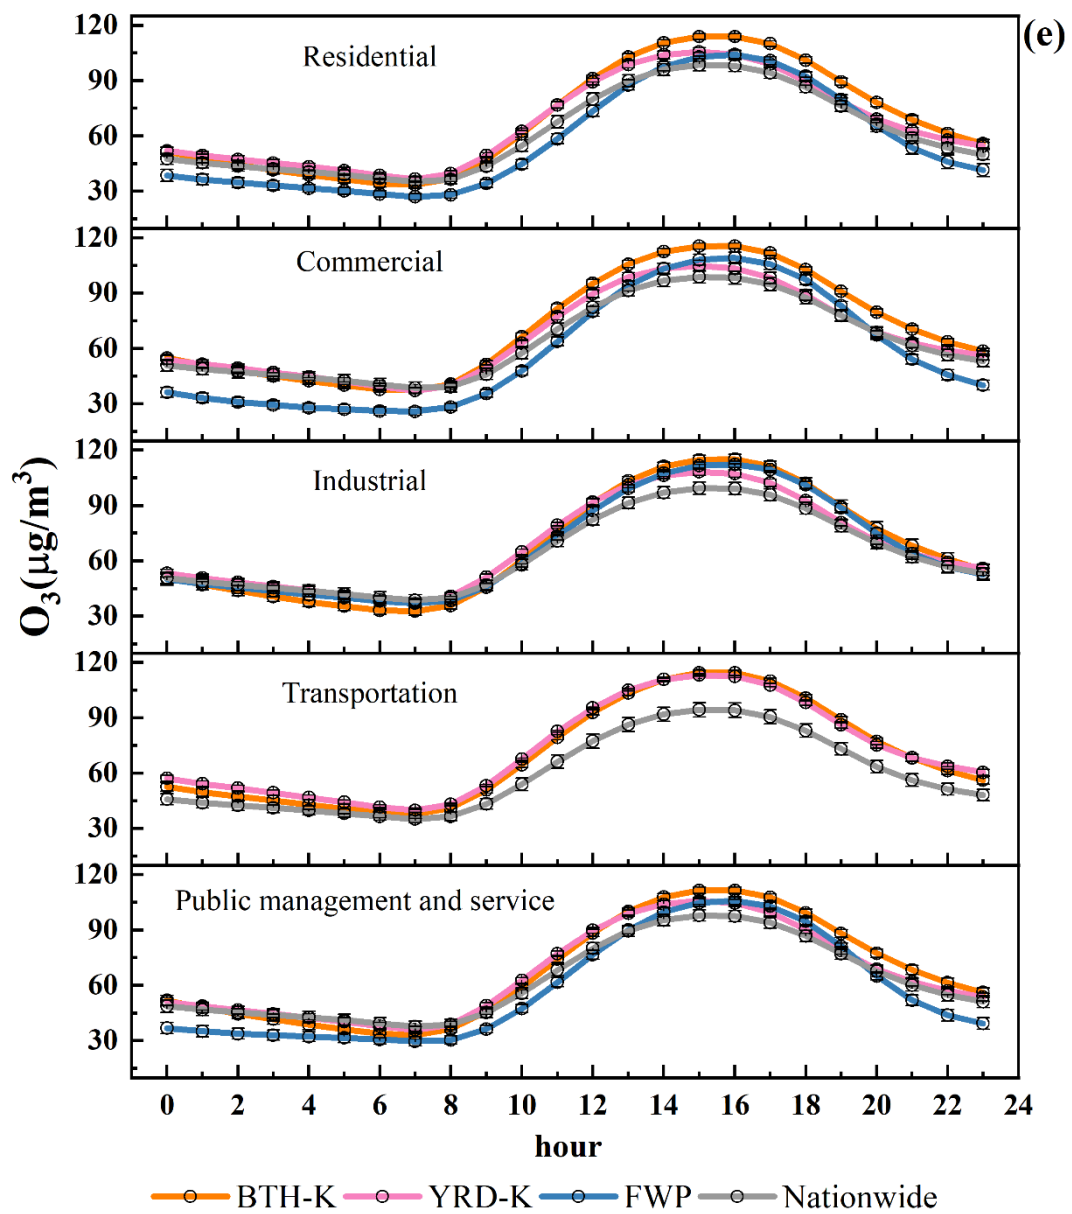 (e)
120
90
60
30
Residential
120
90
60
30
Commercial
120
90
60
30
Industrial
120
90
60
30
Transportation
120
90
60
30
Public management and service
O3(μg/m3)
0 2 4 6 8 10 12 14 16 18 20 22 24
hour
BTH-K YRD-K FWP Nationwide